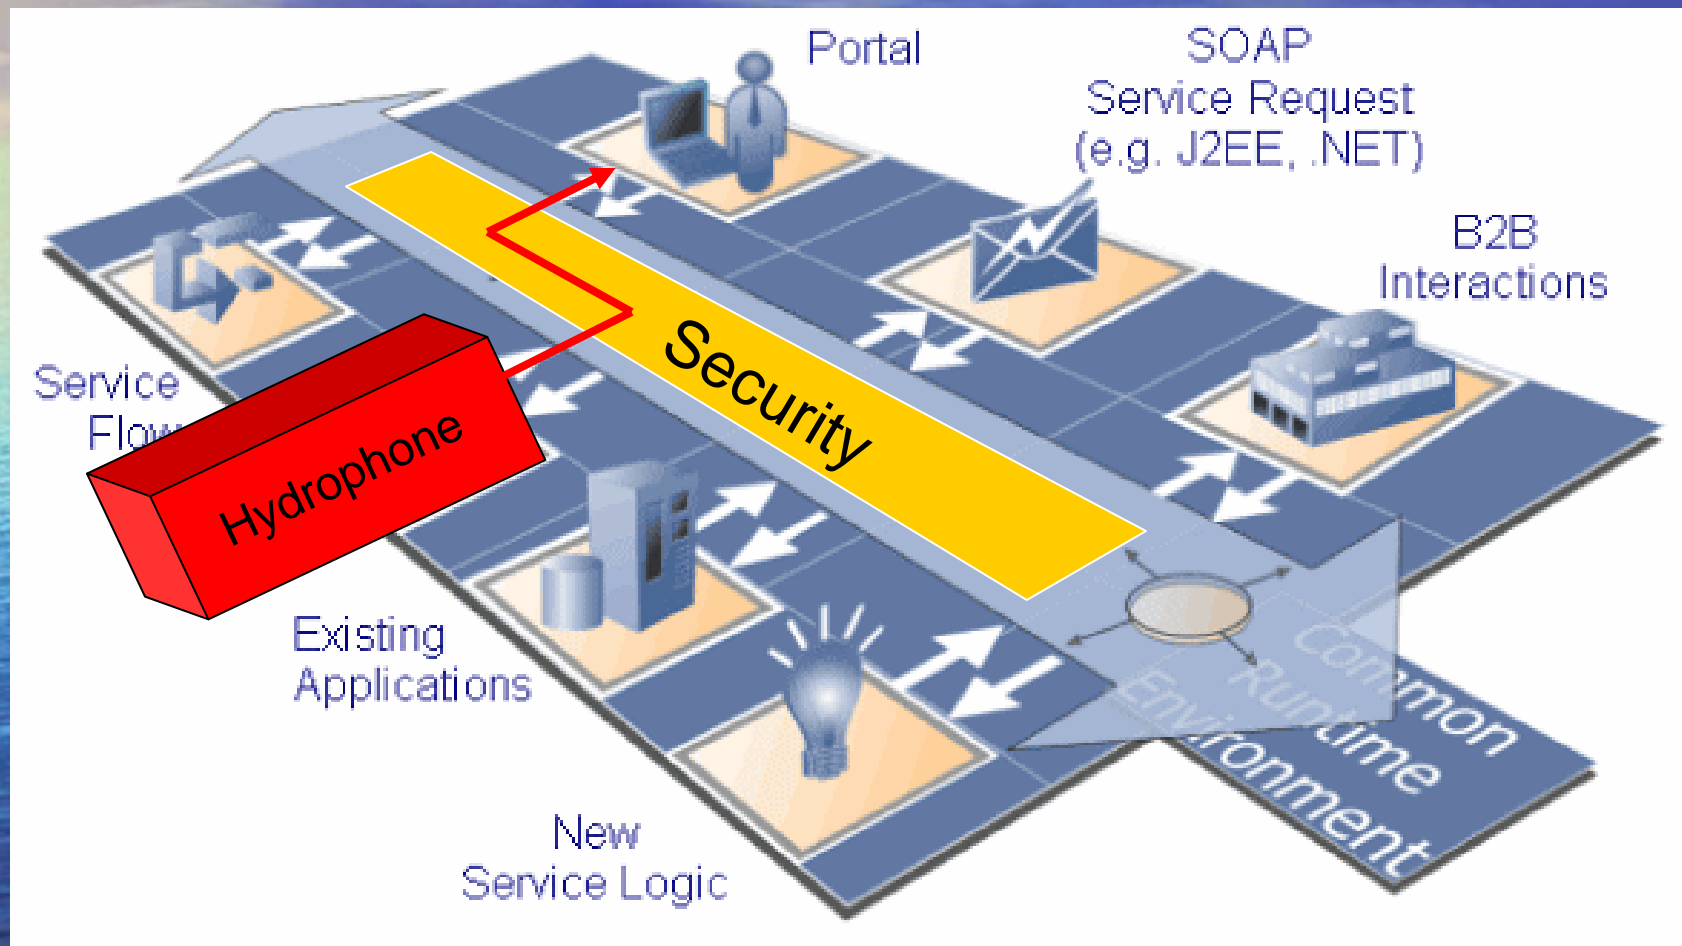 Portal
SOAP
Service Request
(e.g. J2EE, .NET)
B2B
Interactions
Service
Flow
Hydrophone
Security
Existing
Applications
New
Service Logic
Common
Runtime
Environment